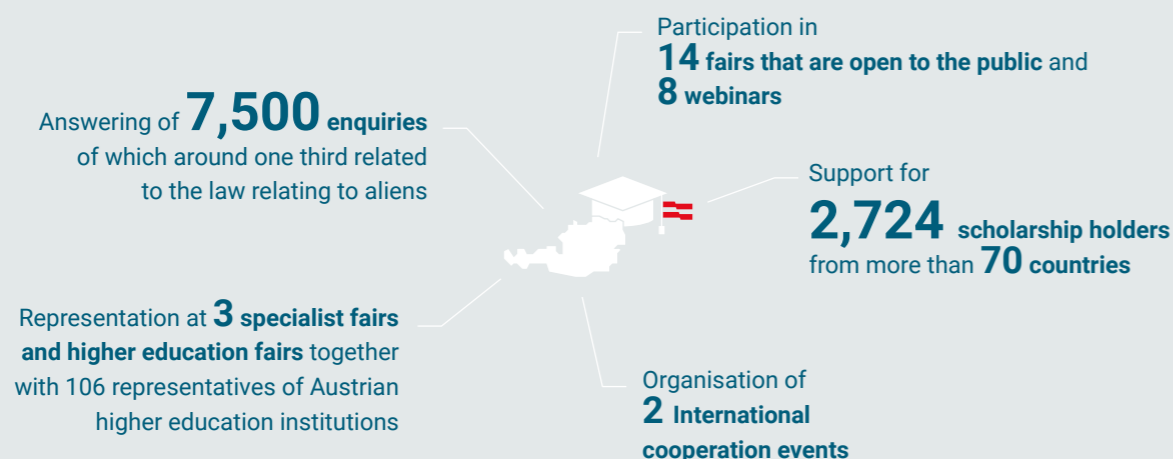 Participation in
14 fairs that are open to the public and
8 webinars
Answering of 7,500 enquiries
of which around one third related
to the law relating to aliens
Support for
2,724 scholarship holders
from more than 70 countries
Representation at 3 specialist fairs
and higher education fairs together
with 106 representatives of Austrian
higher education institutions
Organisation of
2 International
cooperation events